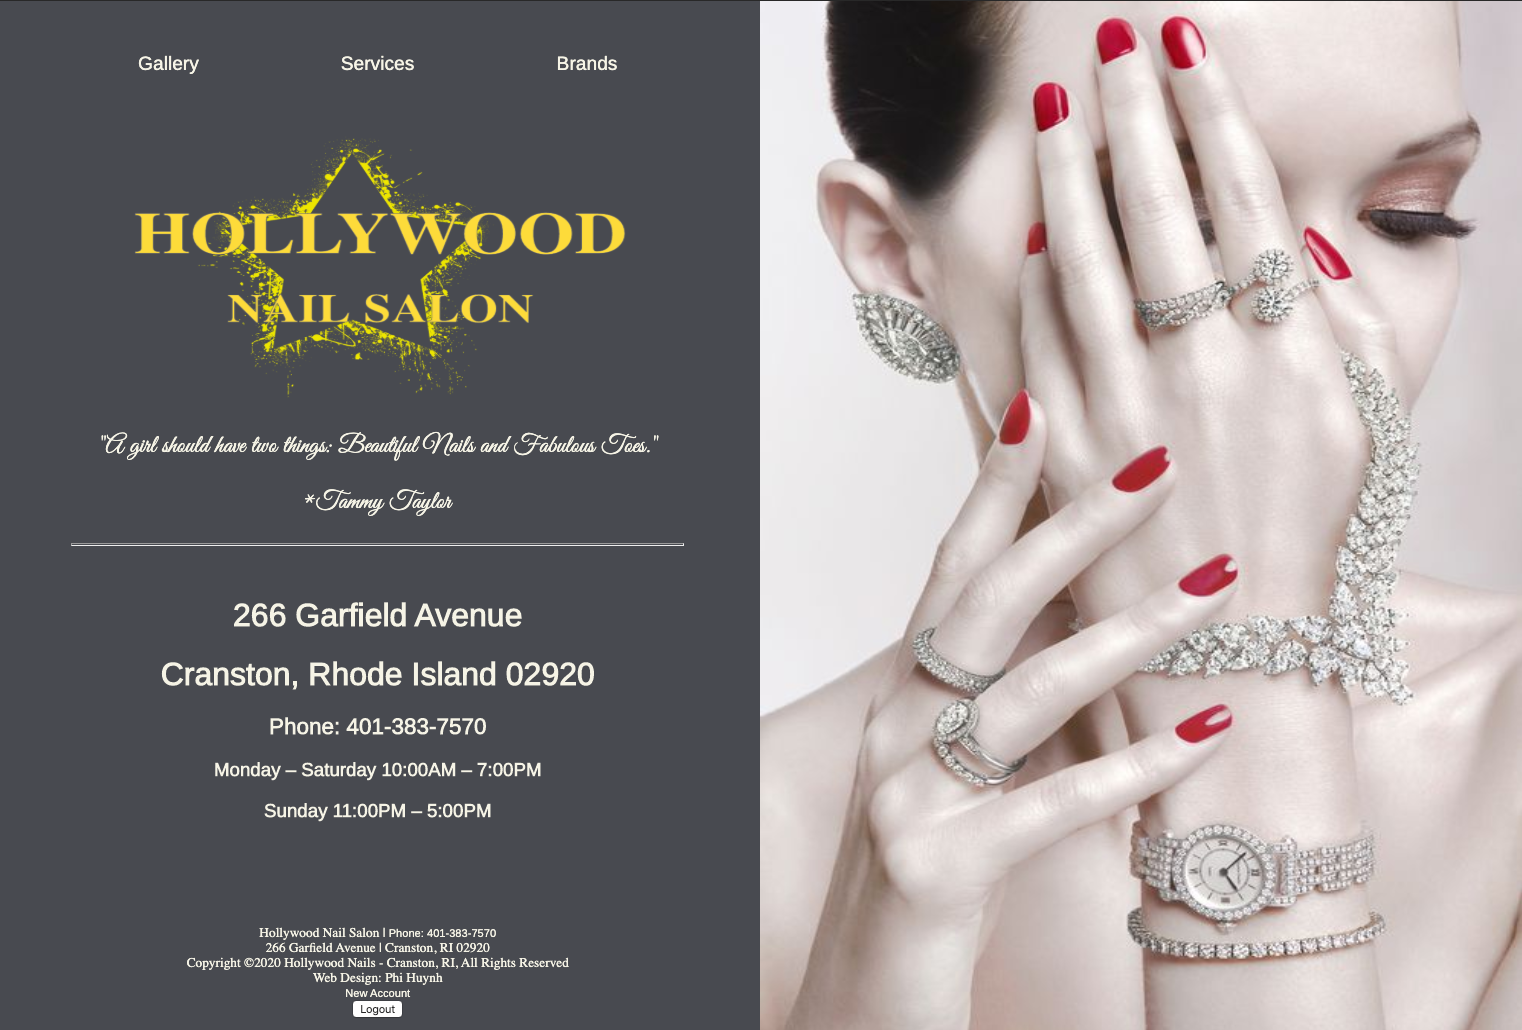 Gallery Services Brands
HOLLYWOOD
NAIL SALON
"A girl should have two things: Beautiful Nails and Fabulous Toes."
*Tammy Taylor
266 Garfield Avenue
Cranston, Rhode Island 02920
Phone: 401-383-7570
Monday – Saturday 10:00AM – 7:00PM
Sunday 11:00PM – 5:00PM
Hollywood Nail Salon | Phone: 401-383-7570
266 Garfield Avenue | Cranston, RI 02920
Copyright ©2020 Hollywood Nails - Cranston, RI, All Rights Reserved
Web Design: Phi Huynh
New Account
Logout